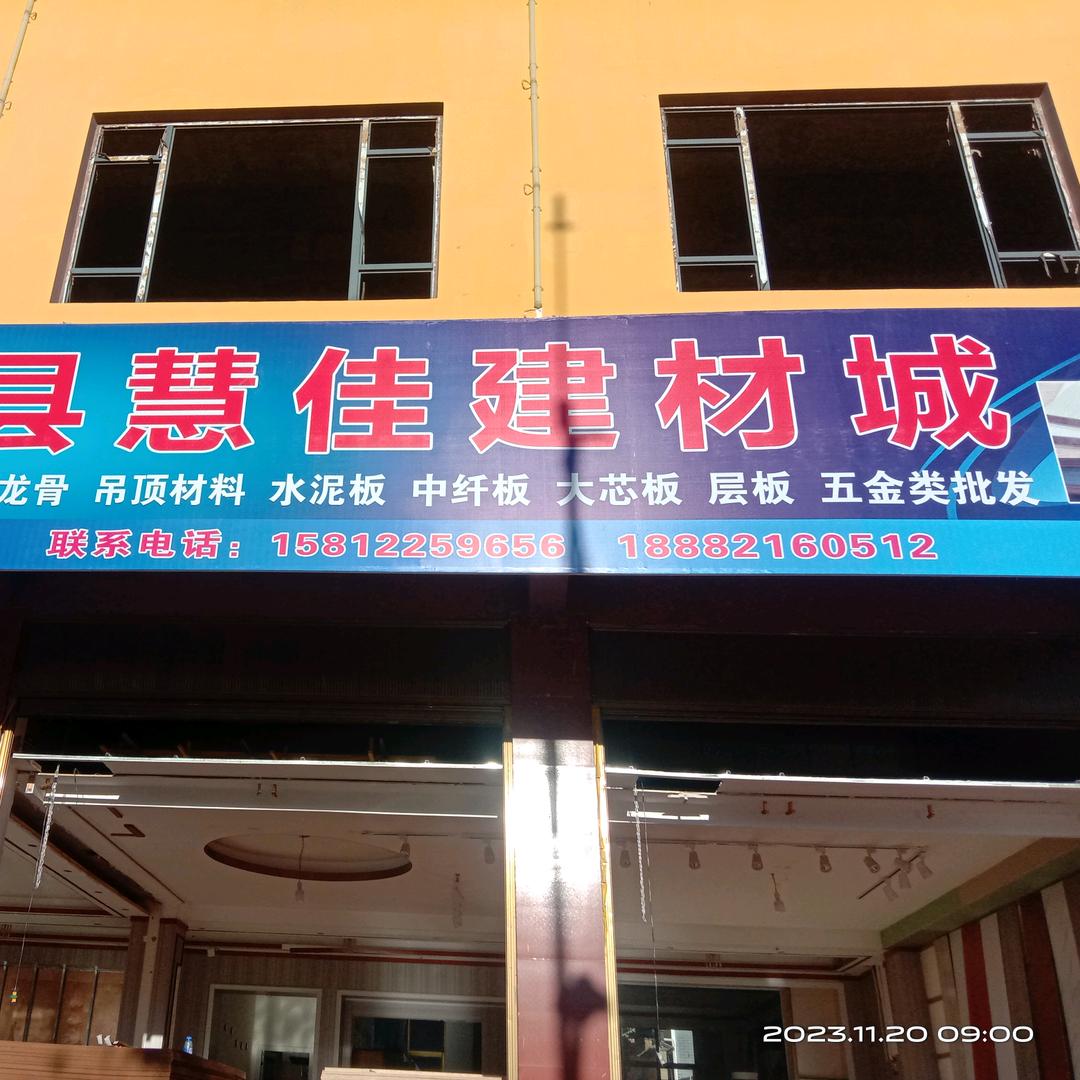 县慧佳建材城
龙骨 吊顶材料 水泥板 中纤板 大芯板 层板 五金类批发
联系电话：15812259656 18882160512
2023.11.20 09:00